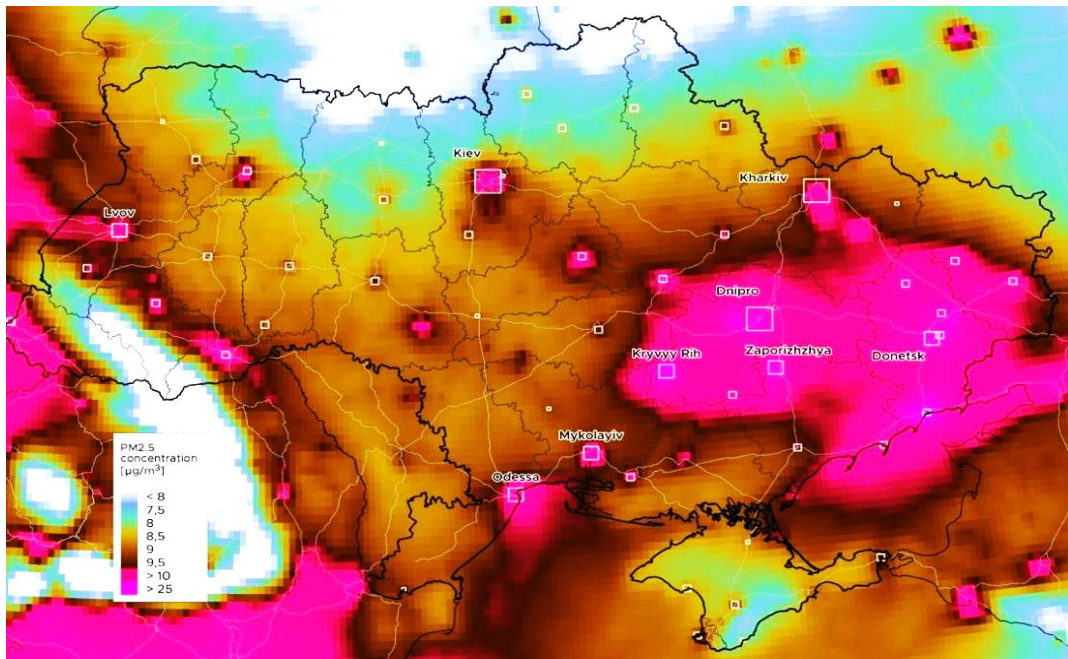 Kiev
Kharkiv
Lvov
Dnipro
Kryvyy Rih
Zaporizhzhya
Donetsk
Mykolayiv
Odessa
PM2.5
concentration
[µg/m³]
< 8
7,5
8
8,5
9
9,5
> 10
> 25